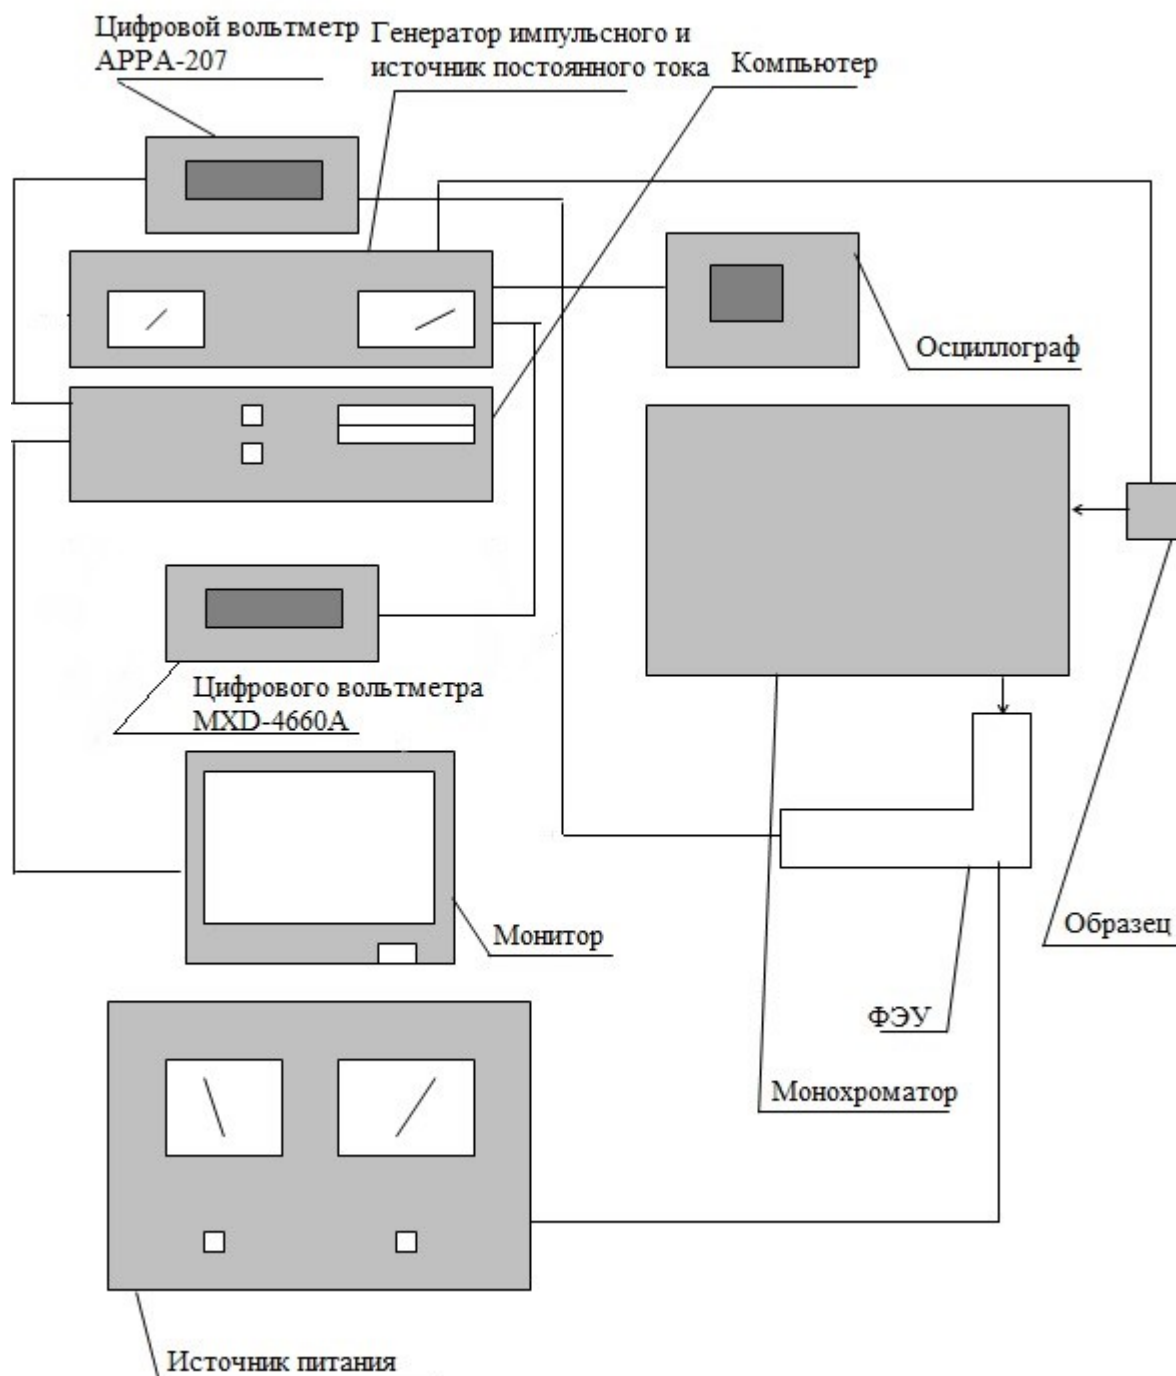 Цифровой вольтметр
APPA-207
Генератор импульсного и
источник постоянного тока
Компьютер
Осциллограф
Цифрового вольтметра
MXD-4660A
Монитор
Образец
ФЭУ
Монохроматор
Источник питания